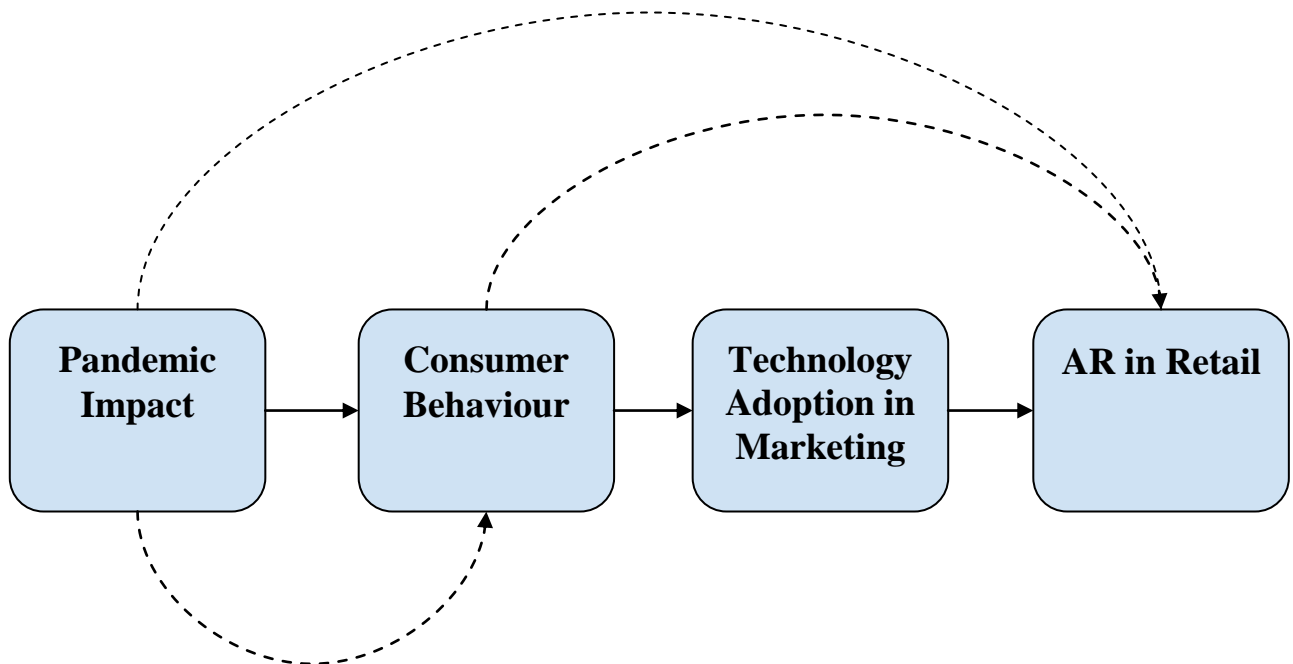 Pandemic
Impact
Consumer
Behaviour
Technology
Adoption in
Marketing
AR in Retail